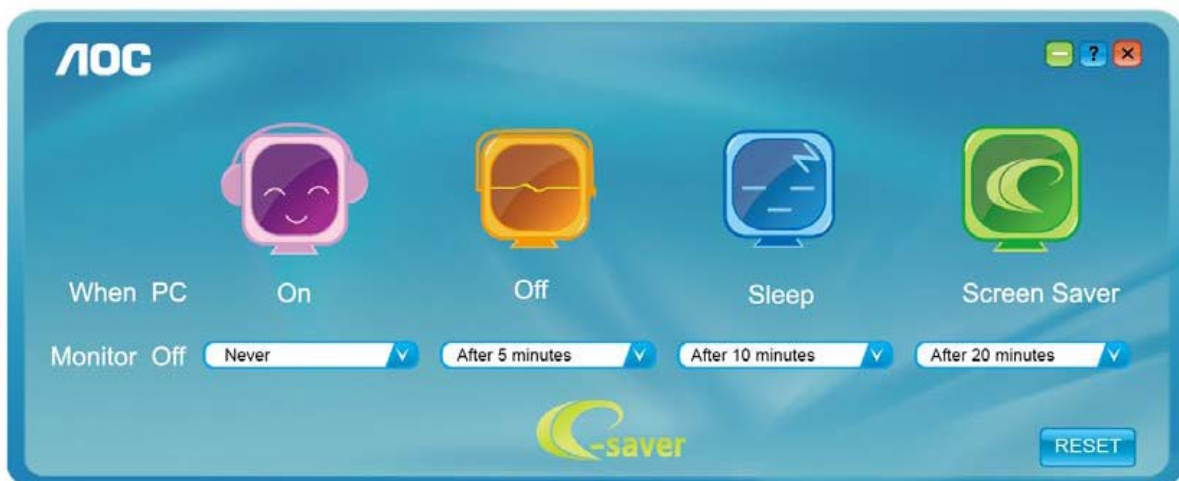 AOC
?
When PC On Off Sleep Screen Saver
Monitor Off Never After 5 minutes After 10 minutes After 20 minutes
e-saver
RESET